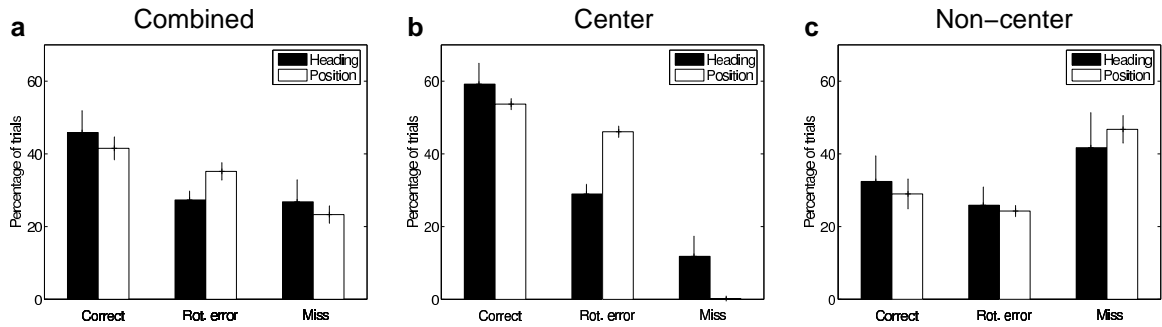 a Combined
Percentage of trials
60
40
20
0
Heading
Position
Correct Rot. error Miss
b Center
Percentage of trials
60
40
20
0
Heading
Position
Correct Rot. error Miss
c Non-center
Percentage of trials
60
40
20
0
Heading
Position
Correct Rot. error Miss